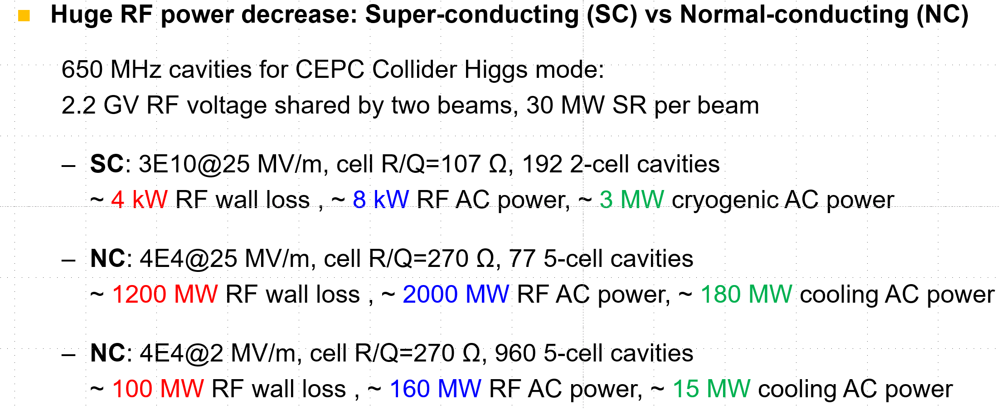 Huge RF power decrease: Super-conducting (SC) vs Normal-conducting (NC)
650 MHz cavities for CEPC Collider Higgs mode:
2.2 GV RF voltage shared by two beams, 30 MW SR per beam
– SC: 3E10@25 MV/m, cell R/Q=107 Ω, 192 2-cell cavities
~ 4 kW RF wall loss , ~ 8 kW RF AC power, ~ 3 MW cryogenic AC power
– NC: 4E4@25 MV/m, cell R/Q=270 Ω, 77 5-cell cavities
~ 1200 MW RF wall loss , ~ 2000 MW RF AC power, ~ 180 MW cooling AC power
– NC: 4E4@2 MV/m, cell R/Q=270 Ω, 960 5-cell cavities
~ 100 MW RF wall loss , ~ 160 MW RF AC power, ~ 15 MW cooling AC power